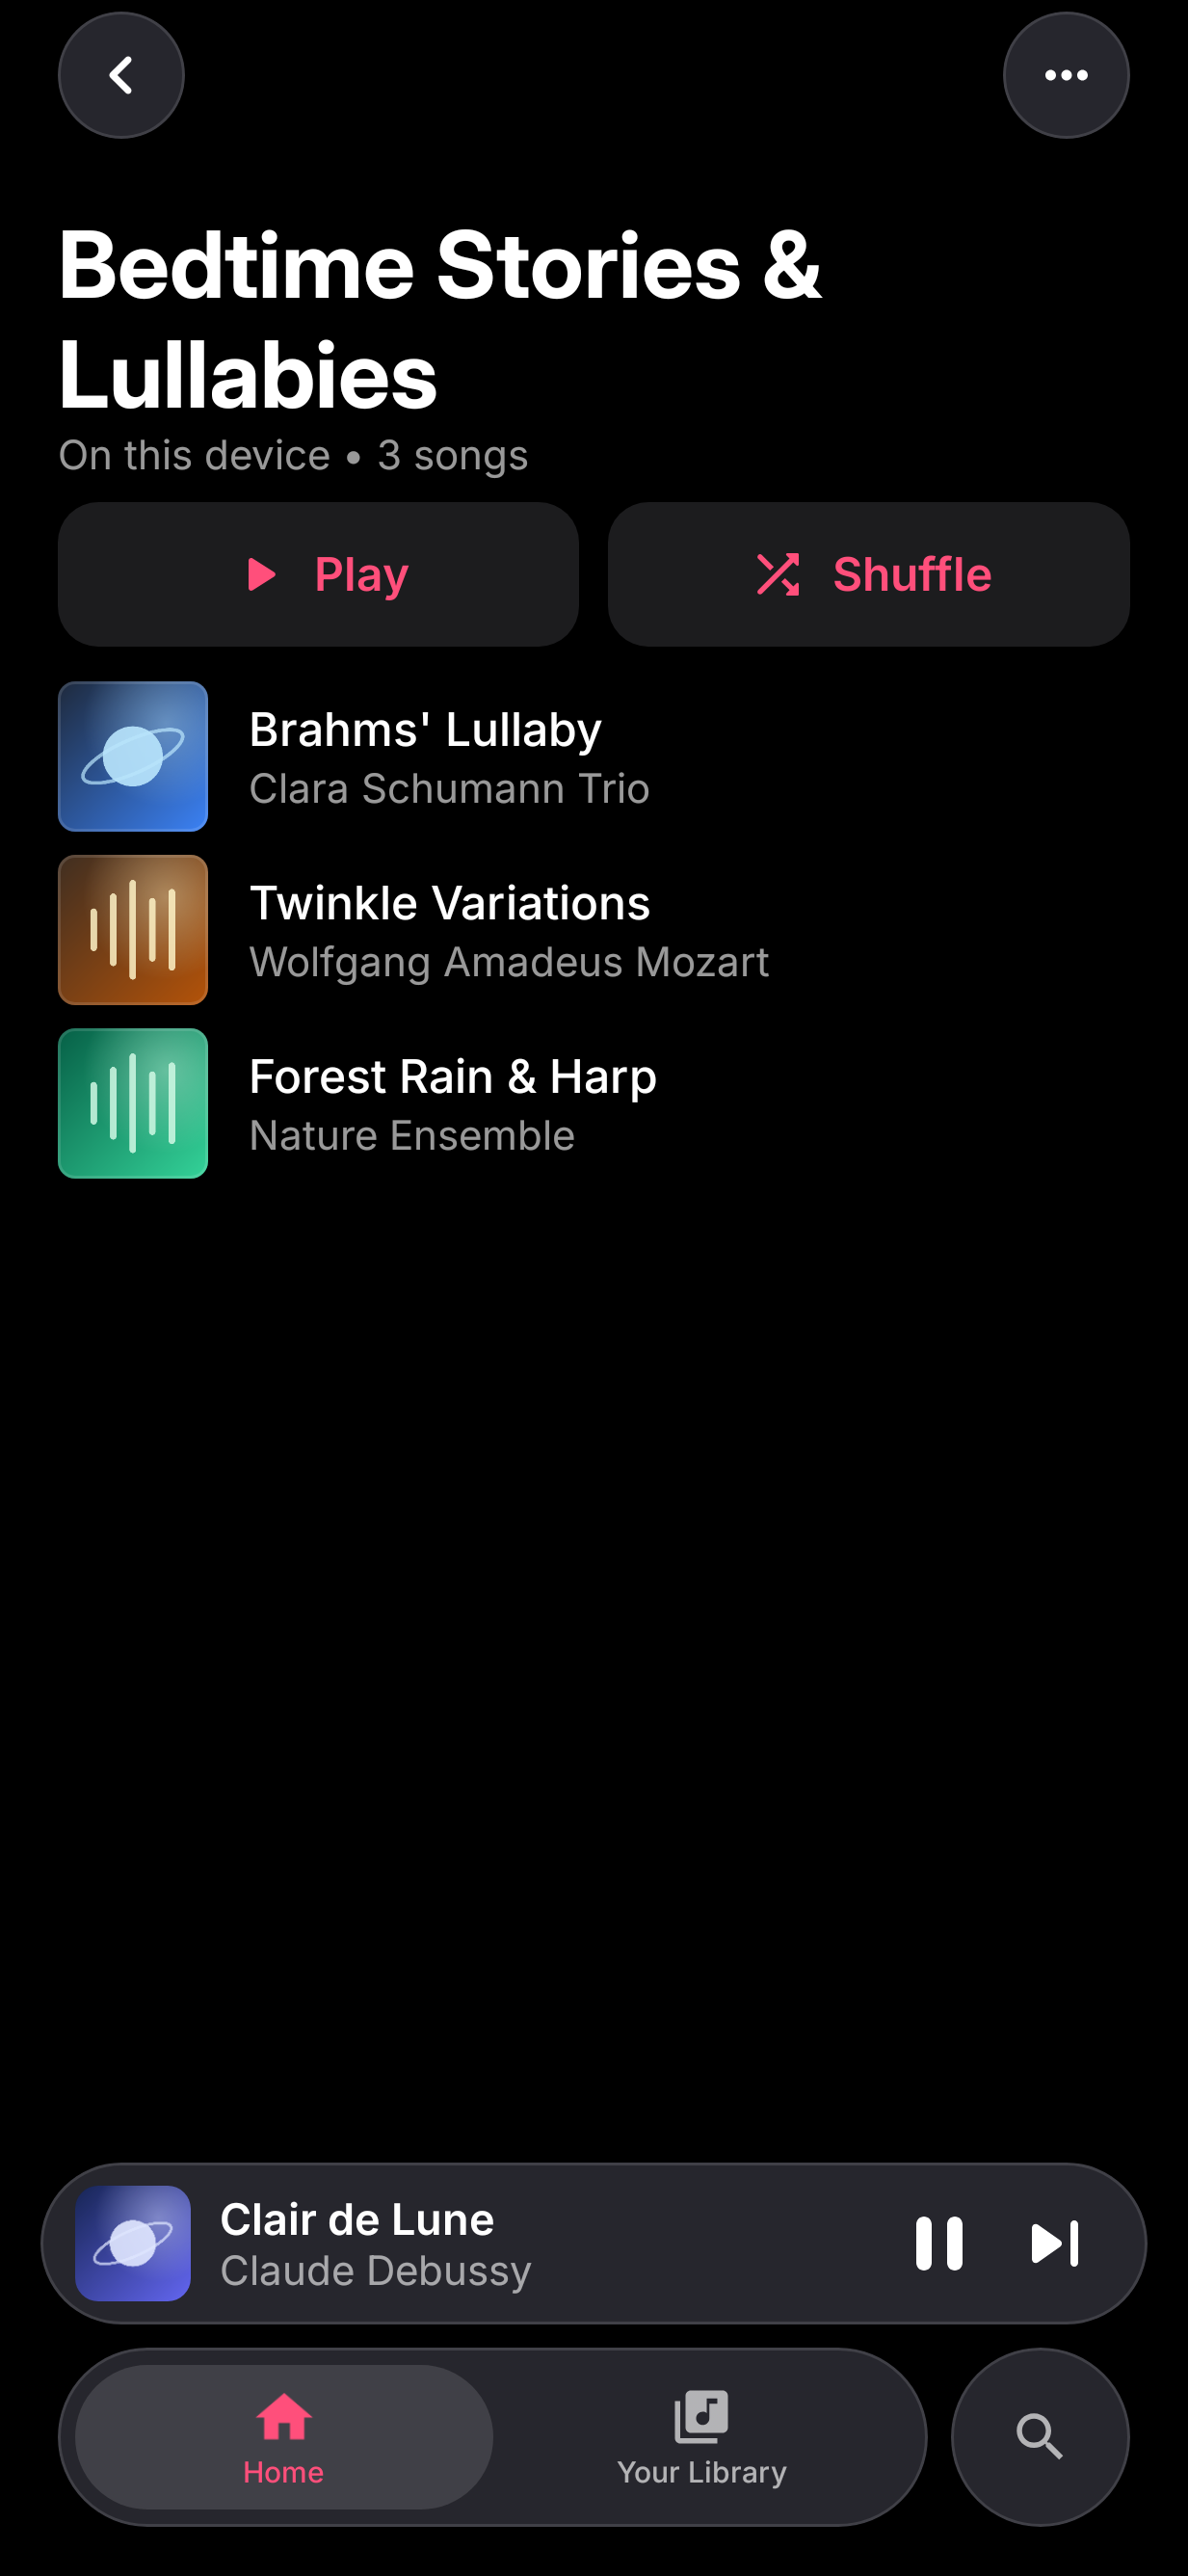 Bedtime Stories &
Lullabies
On this device • 3 songs
Play
Shuffle
Brahms' Lullaby
Clara Schumann Trio
Twinkle Variations
Wolfgang Amadeus Mozart
Forest Rain & Harp
Nature Ensemble
Clair de Lune
Claude Debussy
Home
Your Library